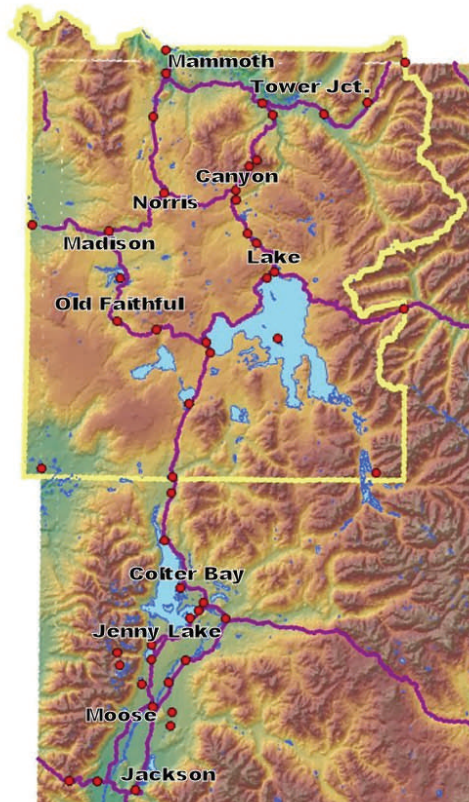 Mammoth
Tower Jct.
Canyon
Norris
Madison
Lake
Old Faithful
Colter Bay
Jenny Lake
Moose
Jackson